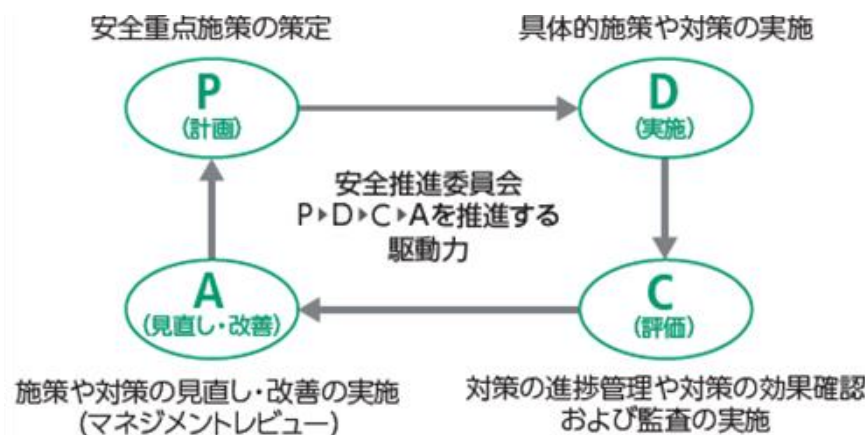 安全重点施策の策定
具体的施策や対策の実施
P
(計画)
D
(実施)
安全推進委員会
P▶D▶C▶Aを推進する
駆動力
A
(見直し・改善)
C
(評価)
施策や対策の見直し・改善の実施
(マネジメントレビュー)
対策の進捗管理や対策の効果確認
および監査の実施